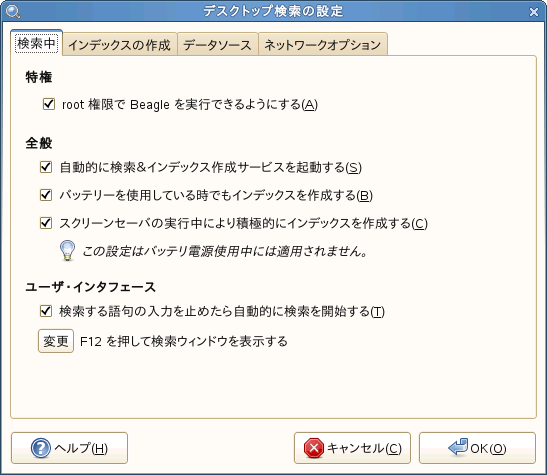 デスクトップ検索の設定
検索中 インデックスの作成 データソース ネットワークオプション
特権
root 権限で Beagle を実行できるようにする(A)
全般
自動的に検索&インデックス作成サービスを起動する(S)
バッテリーを使用している時でもインデックスを作成する(B)
スクリーンセーバの実行中により積極的にインデックスを作成する(C)
この設定はバッテリ電源使用中には適用されません。
ユーザ・インタフェース
検索する語句の入力を止めたら自動的に検索を開始する(T)
変更 F12 を押して検索ウィンドウを表示する
ヘルプ(H) キャンセル(C) OK(O)